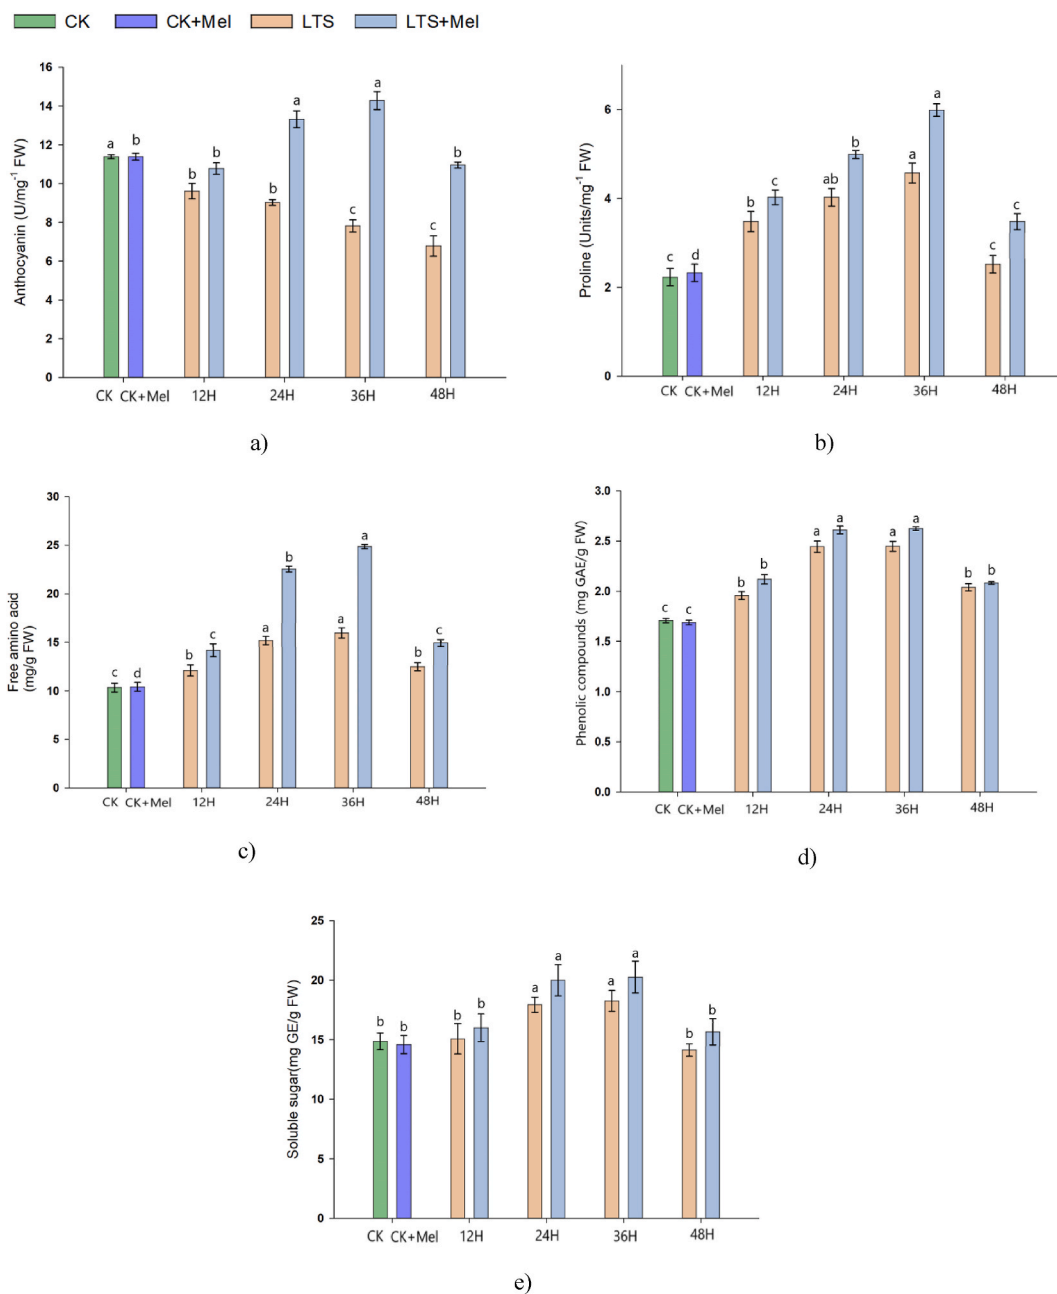 CK CK+Mel LTS LTS+Mel
16
14
12
10
8
6
4
2
0
Anthocyanin (U/mg-1 FW)
a b b b b a c a c b
CK CK+Mel 12H 24H 36H 48H
a)
6
4
2
0
Proline (Units/mg-1 FW)
c d b c ab b a a c c
CK CK+Mel 12H 24H 36H 48H
b)
30
25
20
15
10
5
0
Free amino acid
(mg/g FW)
c d b c a b a a b c
CK CK+Mel 12H 24H 36H 48H
c)
3.0
2.5
2.0
1.5
1.0
0.5
0.0
Phenolic compounds (mg GAE/g FW)
c c b b a a a a b b
CK CK+Mel 12H 24H 36H 48H
d)
25
20
15
10
5
0
Soluble sugar(mg GE/g FW)
b b b b a a a a b b
CK CK+Mel 12H 24H 36H 48H
e)